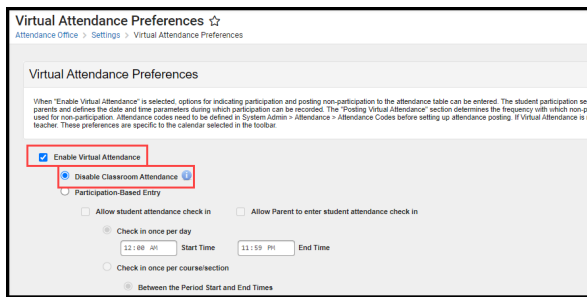 Virtual Attendance Preferences ☆
Attendance Office > Settings > Virtual Attendance Preferences
Virtual Attendance Preferences
When "Enable Virtual Attendance" is selected, options for indicating participation and posting non-participation to the attendance table can be entered. The student participation se
parents and defines the date and time parameters during which participation can be recorded. The "Posting Virtual Attendance" section determines the frequency with which non-p
used for non-participation. Attendance codes need to be defined in System Admin > Attendance > Attendance Codes before setting up attendance posting. If Virtual Attendance is
teacher. These preferences are specific to the calendar selected in the toolbar.
Enable Virtual Attendance
Disable Classroom Attendance
Participation-Based Entry
Allow student attendance check in Allow Parent to enter student attendance check in
Check in once per day
12:00 AM Start Time 11:59 PM End Time
Check in once per course/section
Between the Period Start and End Times